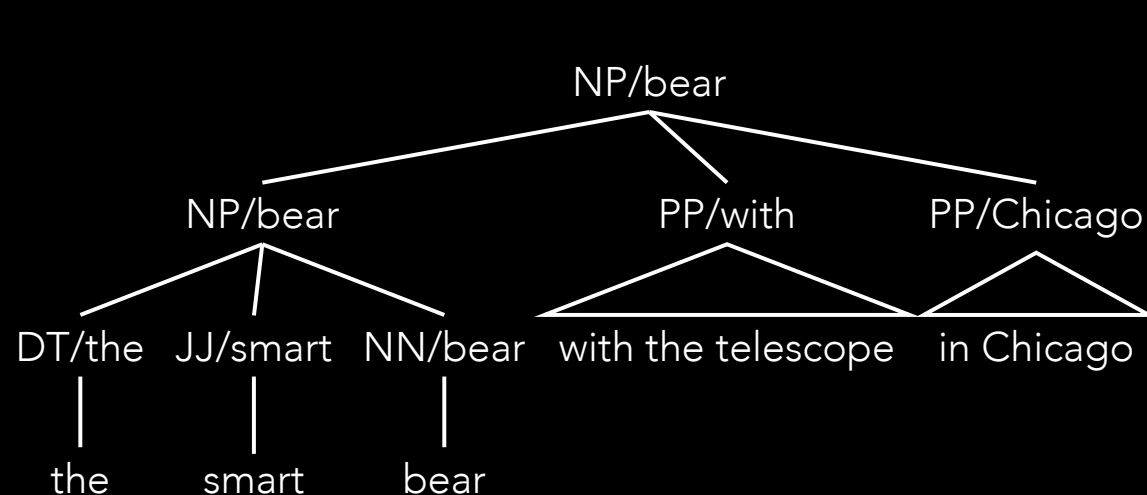 NP/bear
NP/bear PP/with PP/Chicago
DT/the JJ/smart NN/bear with the telescope in Chicago
the smart bear